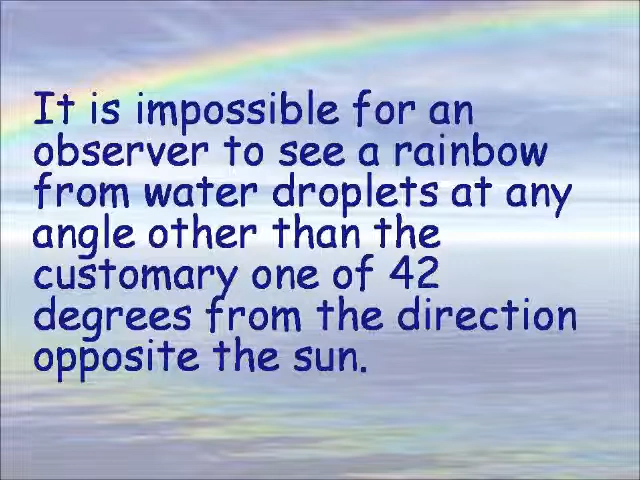 It is impossible for an
observer to see a rainbow
from water droplets at any
angle other than the
customary one of 42
degrees from the direction
opposite the sun.